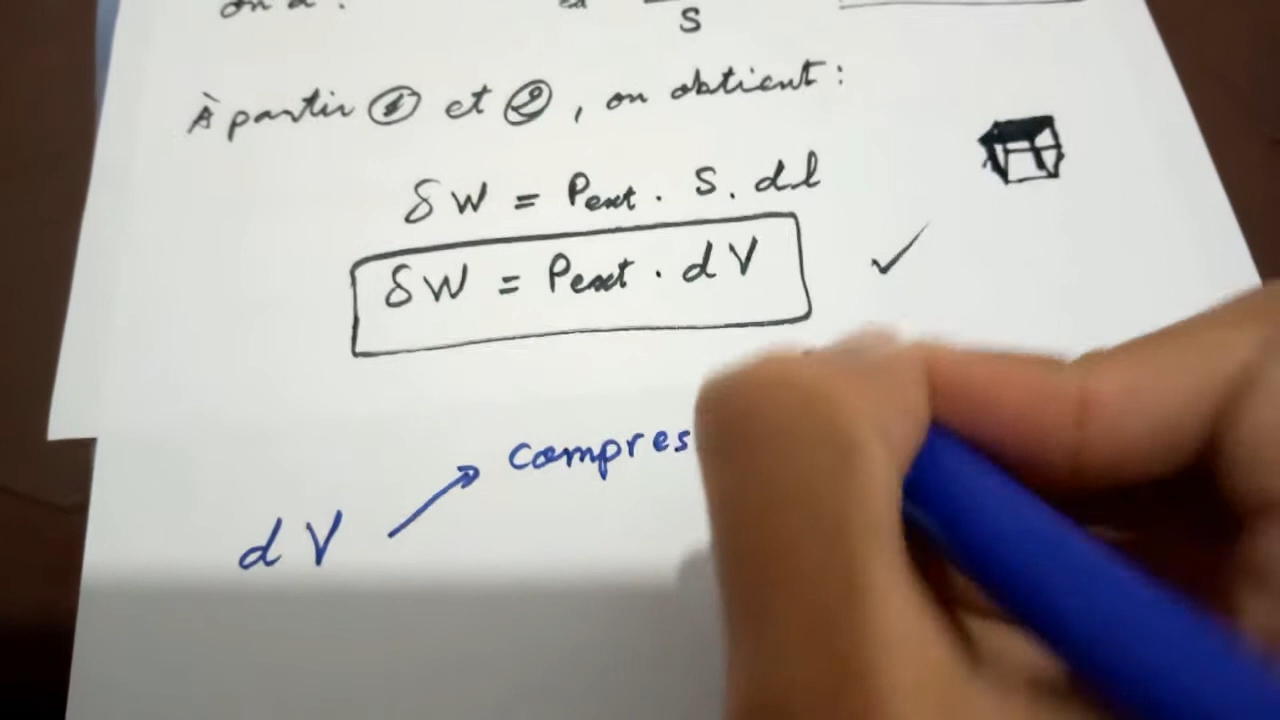 S
À partir ① et ②, on obtient :
δW = Pext . S. dl
δW = Pext . dV
compres
dV